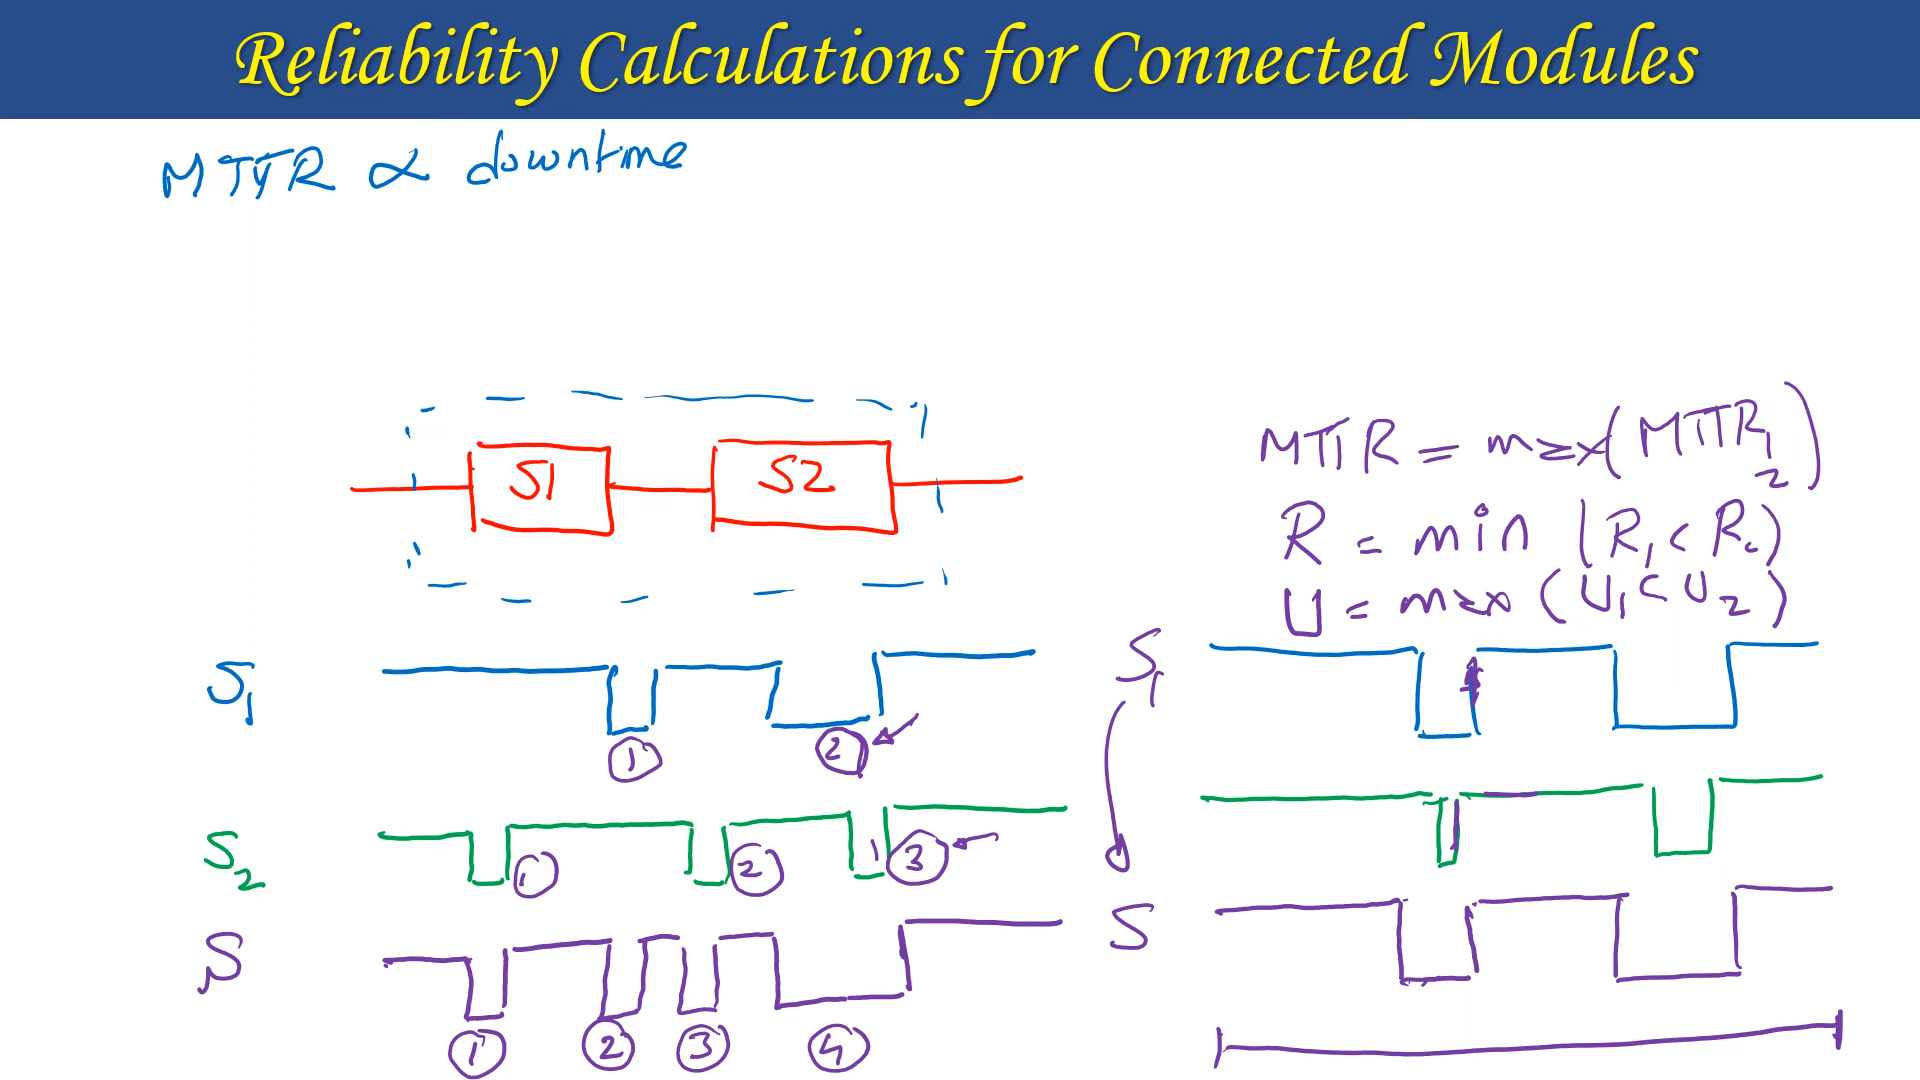 Reliability Calculations for Connected Modules
MTTR ∝ downtime
S1 S2
MTTR = max(MTTR1 2)
R = min (R1, R2)
U = max (U1, U2)
S1
1 2
S2
1 2 1 3
S
1 2 3 4
S1
S